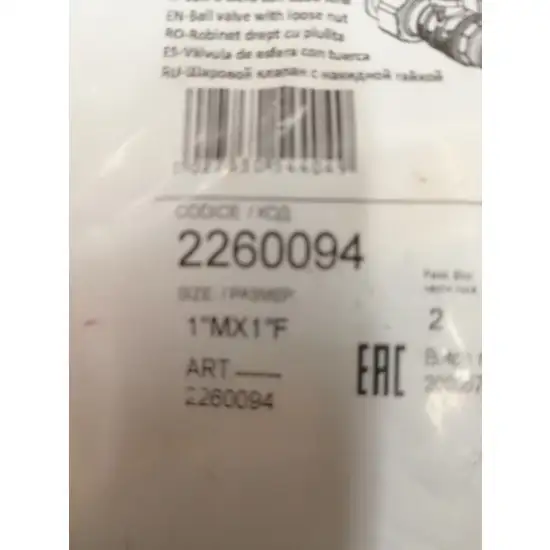 EN-Ball valve with loose nut
RO-Robinet drept cu piulita
ES-Válvula de esfera con tuerca
RU-Шаровой клапан с накидной гайкой
CODICE / КОД
2260094
SIZE / РАЗМЕР
1"MX1"F
2
ART
2260094
EAC